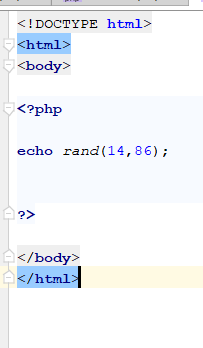 <!DOCTYPE html>
<html>
<body>
<?php
echo rand(14,86);
?>
</body>
</html>